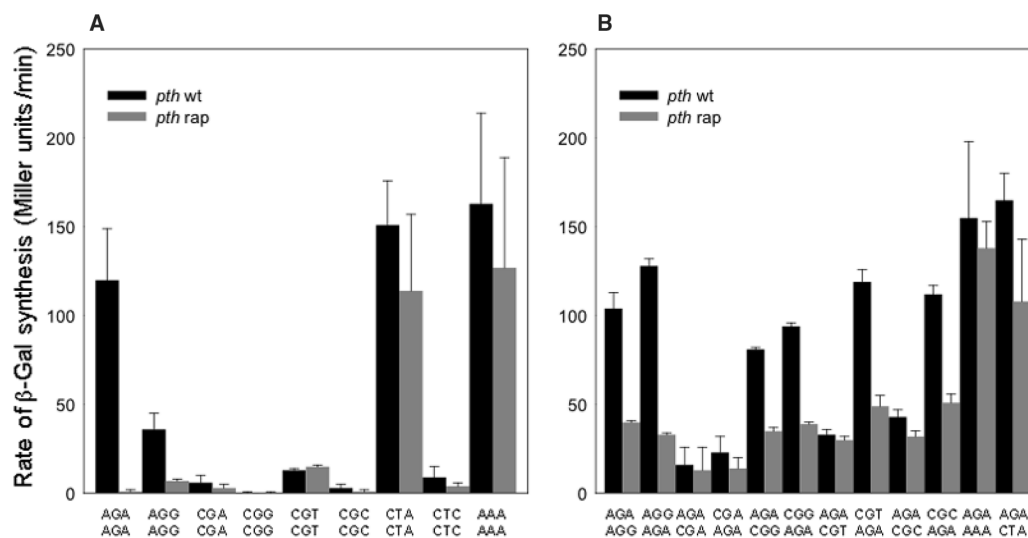 A
B
Rate of β-Gal synthesis (Miller units /min)
250
200
150
100
50
0
pth wt
pth rap
AGA AGG CGA CGG CGT CGC CTA CTC AAA
AGA AGG CGA CGG CGT CGC CTA CTC AAA
250
200
150
100
50
0
pth wt
pth rap
AGA AGG AGA CGA AGA CGG AGA CGT AGA CGC AGA AGA
AGG AGA CGA AGA CGG AGA CGT AGA CGC AGA AAA CTA